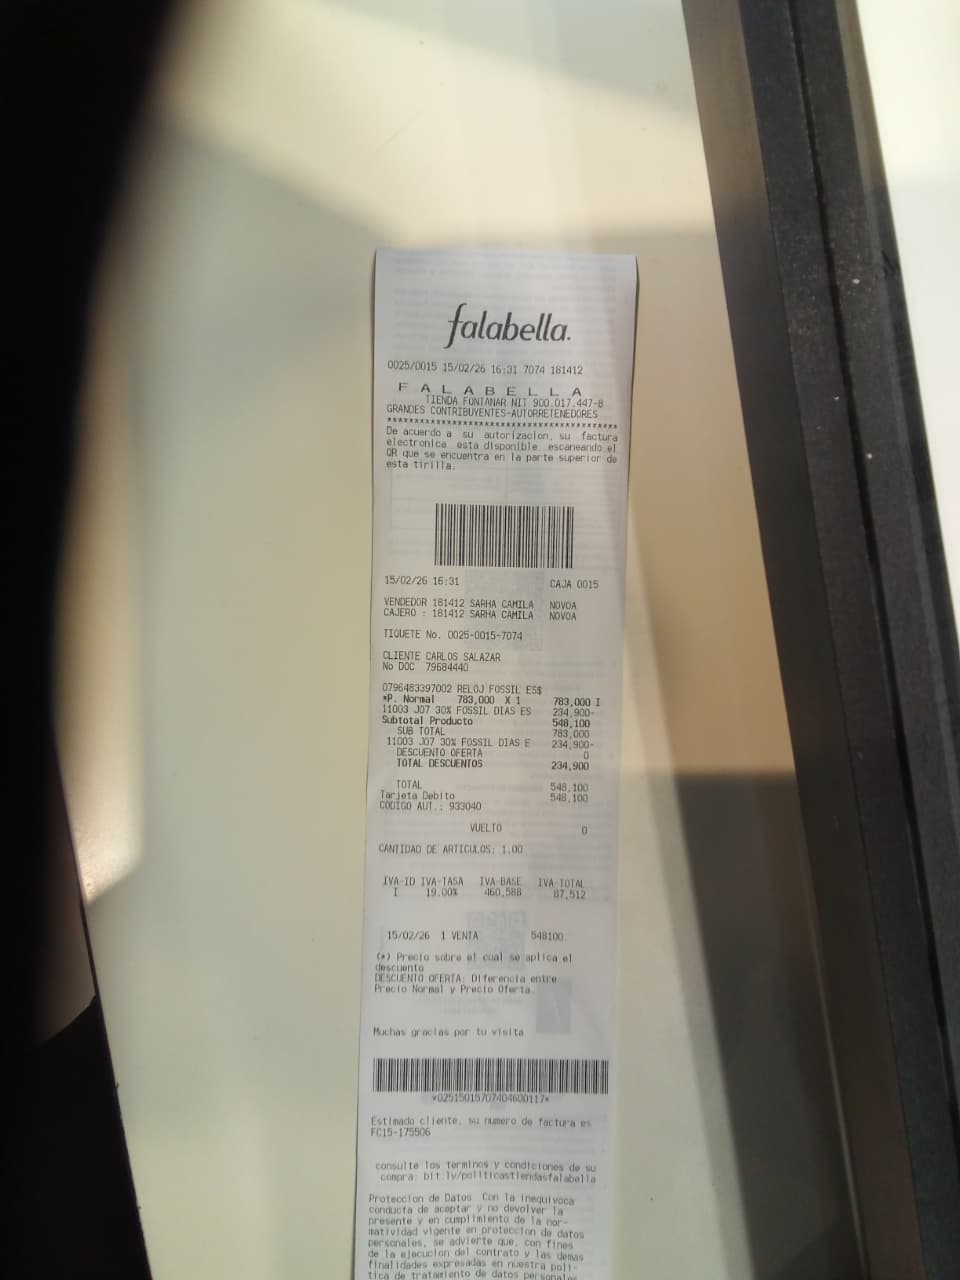 falabella.
0025/0015 15/02/26 16:31 7074 181412
F A L A B E L L A
TIENDA FONTANAR NIT 900.017.447-8
GRANDES CONTRIBUYENTES-AUTORRETENEDORES
******************************************
De acuerdo a su autorizacion, su factura
electronica esta disponible escaneando el
QR que se encuentra en la parte superior de
esta tirilla.
15/02/26 16:31 CAJA 0015
VENDEDOR 181412 SARHA CAMILA NOVOA
CAJERO : 181412 SARHA CAMILA NOVOA
TIQUETE No. 0025-0015-7074
CLIENTE CARLOS SALAZAR
No DOC 79684440
0796483397002 RELOJ FOSSIL ES$
*P. Normal 783,000 X 1 783,000 I
11003 J07 30% FOSSIL DIAS ES 234,900-
Subtotal Producto 548,100
SUB TOTAL 783,000
11003 J07 30% FOSSIL DIAS E 234,900-
DESCUENTO OFERTA 0
TOTAL DESCUENTOS 234,900
TOTAL 548,100
Tarjeta Debito 548,100
CODIGO AUT.: 933040
VUELTO 0
CANTIDAD DE ARTICULOS: 1.00
IVA-ID IVA-TASA IVA-BASE IVA-TOTAL
I 19.00% 460,588 87,512
15/02/26 1 VENTA 548100.
(*) Precio sobre el cual se aplica el
descuento
DESCUENTO OFERTA: Diferencia entre
Precio Normal y Precio Oferta.
Muchas gracias por tu visita
*02515015707404600117*
Estimado cliente, su numero de factura es
FC15-175506
consulte los terminos y condiciones de su
compra: bit.ly/politicastiendasfalabella
Proteccion de Datos. Con la inequivoca
conducta de aceptar y no devolver la
presente y en cumplimiento de la nor-
matividad vigente en proteccion de datos
personales, se advierte que, con fines
de la ejecucion del contrato y las demas
finalidades expresadas en nuestra poli-
tica de tratamiento de datos personales